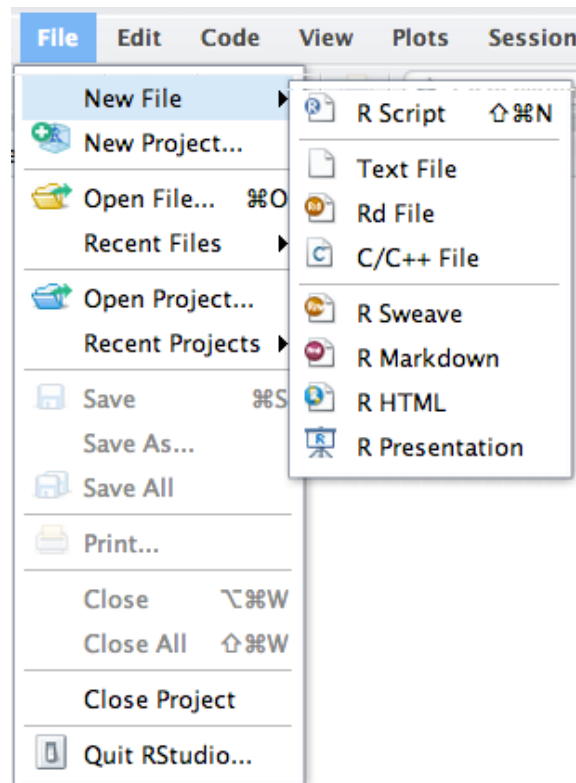 File Edit Code View Plots Session
New File
New Project...
Open File... ⌘O
Recent Files
Open Project...
Recent Projects
Save ⌘S
Save As...
Save All
Print...
Close ⌥⌘W
Close All ⇧⌘W
Close Project
Quit RStudio...
R Script ⇧⌘N
Text File
Rd File
C/C++ File
R Sweave
R Markdown
R HTML
R Presentation